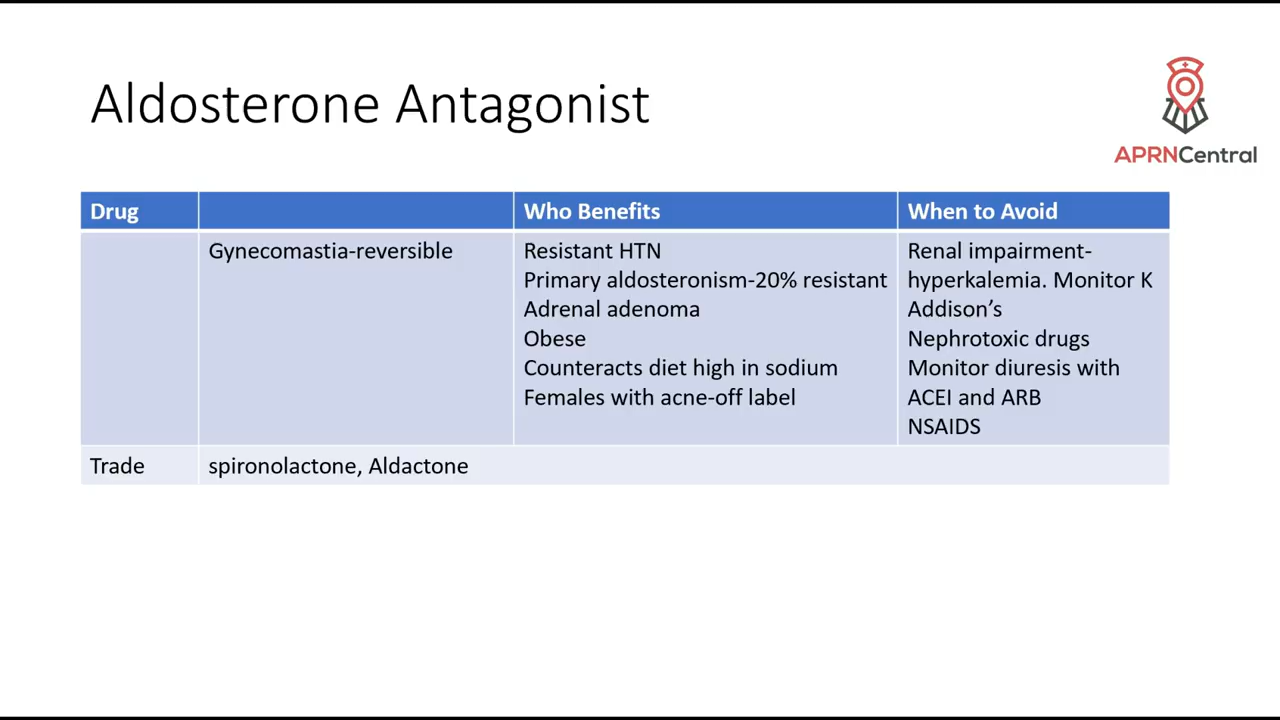 Aldosterone Antagonist
APRNCentral
Drug
Who Benefits
When to Avoid
Gynecomastia-reversible
Resistant HTN
Primary aldosteronism-20% resistant
Adrenal adenoma
Obese
Counteracts diet high in sodium
Females with acne-off label
Renal impairment-
hyperkalemia. Monitor K
Addison’s
Nephrotoxic drugs
Monitor diuresis with
ACEI and ARB
NSAIDS
Trade
spironolactone, Aldactone